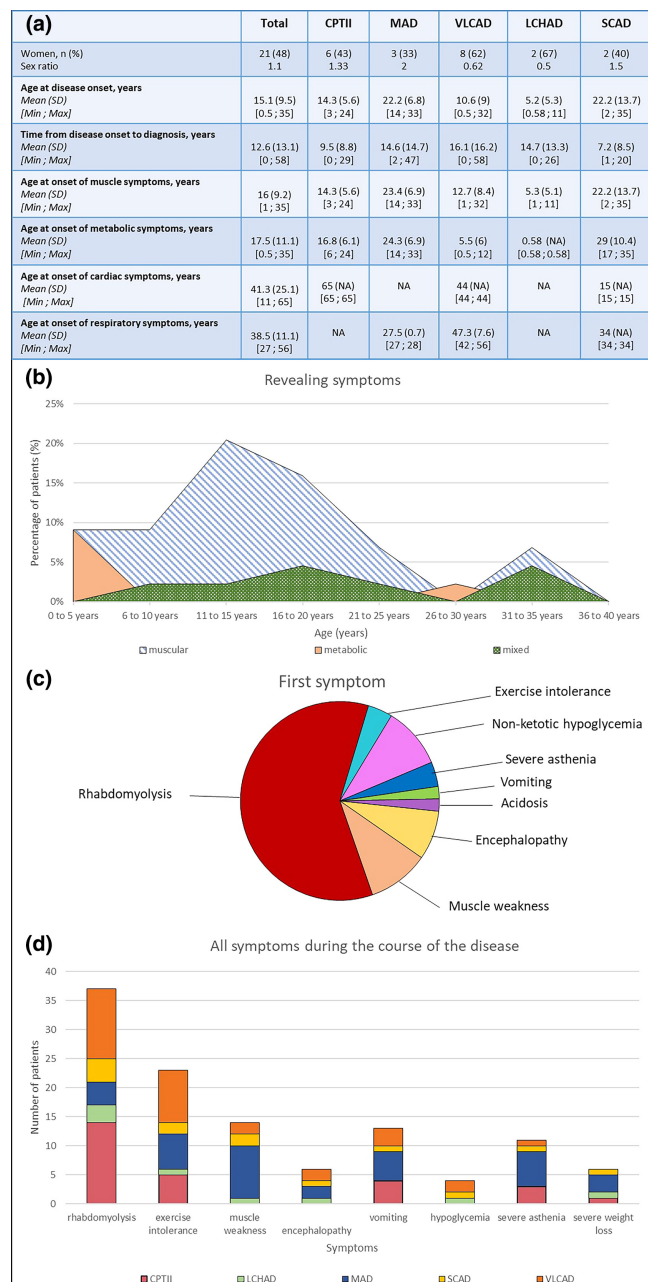 (a)
Total CPTII MAD VLCAD LCHAD SCAD
Women, n (%) 21 (48) 6 (43) 3 (33) 8 (62) 2 (67) 2 (40)
Sex ratio 1.1 1.33 2 0.62 0.5 1.5
Age at disease onset, years
Mean (SD) 15.1 (9.5) 14.3 (5.6) 22.2 (6.8) 10.6 (9) 5.2 (5.3) 22.2 (13.7)
[Min ; Max] [0.5 ; 35] [3 ; 24] [14 ; 33] [0.5 ; 32] [0.58 ; 11] [2 ; 35]
Time from disease onset to diagnosis, years
Mean (SD) 12.6 (13.1) 9.5 (8.8) 14.6 (14.7) 16.1 (16.2) 14.7 (13.3) 7.2 (8.5)
[Min ; Max] [0 ; 58] [0 ; 29] [2 ; 47] [0 ; 58] [0 ; 26] [1 ; 20]
Age at onset of muscle symptoms, years
Mean (SD) 16 (9.2) 14.3 (5.6) 23.4 (6.9) 12.7 (8.4) 5.3 (5.1) 22.2 (13.7)
[Min ; Max] [1 ; 35] [3 ; 24] [14 ; 33] [1 ; 32] [1 ; 11] [2 ; 35]
Age at onset of metabolic symptoms, years
Mean (SD) 17.5 (11.1) 16.8 (6.1) 24.3 (6.9) 5.5 (6) 0.58 (NA) 29 (10.4)
[Min ; Max] [0.5 ; 35] [6 ; 24] [14 ; 33] [0.5 ; 12] [0.58 ; 0.58] [17 ; 35]
Age at onset of cardiac symptoms, years
Mean (SD) 41.3 (25.1) 65 (NA) NA 44 (NA) NA 15 (NA)
[Min ; Max] [11 ; 65] [65 ; 65] [44 ; 44] [15 ; 15]
Age at onset of respiratory symptoms, years
Mean (SD) 38.5 (11.1) NA 27.5 (0.7) 47.3 (7.6) NA 34 (NA)
[Min ; Max] [27 ; 56] [27 ; 28] [42 ; 56] [34 ; 34]
(b)
Revealing symptoms
Percentage of patients (%)
25%
20%
15%
10%
5%
0%
0 to 5 years 6 to 10 years 11 to 15 years 16 to 20 years 21 to 25 years 26 to 30 years 31 to 35 years 36 to 40 years
Age (years)
muscular metabolic mixed
(c)
First symptom
Exercise intolerance
Non-ketotic hypoglycemia
Severe asthenia
Vomiting
Acidosis
Encephalopathy
Muscle weakness
Rhabdomyolysis
(d)
All symptoms during the course of the disease
Number of patients
40
35
30
25
20
15
10
5
0
rhabdomyolysis exercise muscle encephalopathy vomiting hypoglycemia severe asthenia severe weight
intolerance weakness loss
Symptoms
CPTII LCHAD MAD SCAD VLCAD